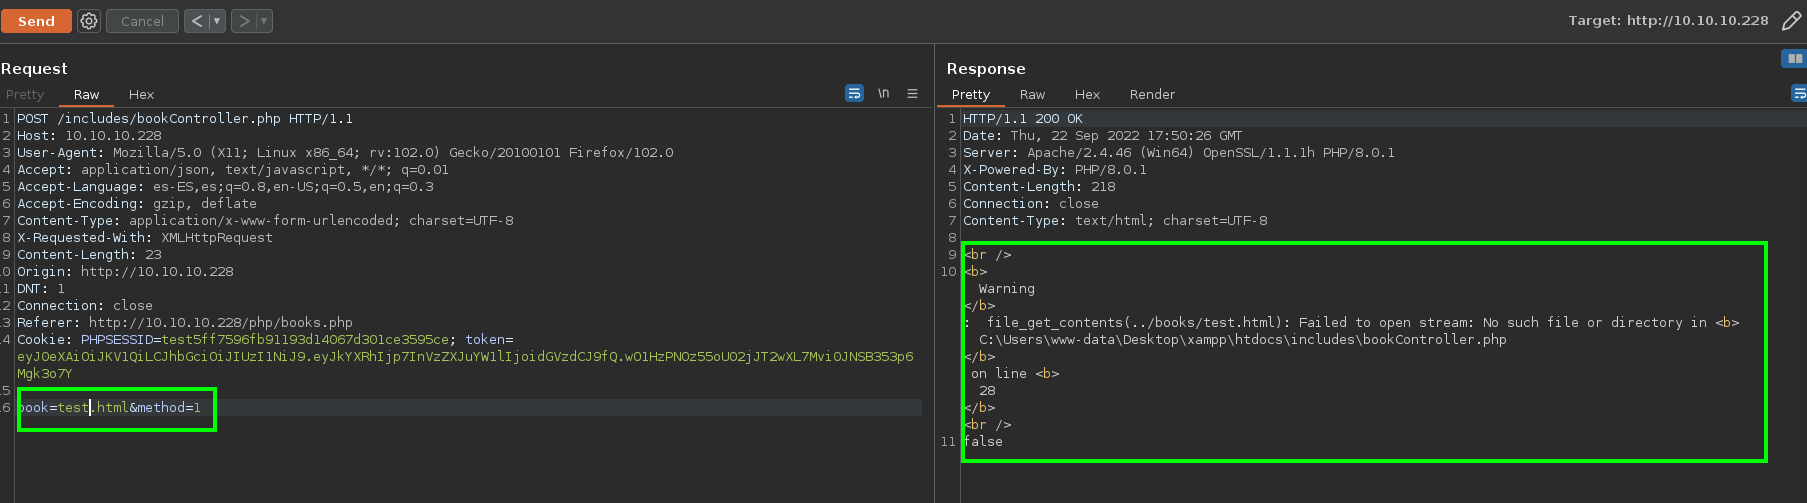 Send Cancel < ▼ > ▼ Target: http://10.10.10.228
Request
Pretty Raw Hex \n
1 POST /includes/bookController.php HTTP/1.1
2 Host: 10.10.10.228
3 User-Agent: Mozilla/5.0 (X11; Linux x86_64; rv:102.0) Gecko/20100101 Firefox/102.0
4 Accept: application/json, text/javascript, */*; q=0.01
5 Accept-Language: es-ES,es;q=0.8,en-US;q=0.5,en;q=0.3
6 Accept-Encoding: gzip, deflate
7 Content-Type: application/x-www-form-urlencoded; charset=UTF-8
8 X-Requested-With: XMLHttpRequest
9 Content-Length: 23
0 Origin: http://10.10.10.228
1 DNT: 1
2 Connection: close
3 Referer: http://10.10.10.228/php/books.php
4 Cookie: PHPSESSID=test5ff7596fb91193d14067d301ce3595ce; token=
eyJ0eXAiOiJKV1QiLCJhbGciOiJIUzI1NiJ9.eyJkYXRhIjp7InVzZXJuYW1lIjoidGVzdCJ9fQ.wO1HzPNOz55oU02jJT2wXL7Mvi0JNSB353p6
Mgk3o7Y
5
6 book=test.html&method=1
Response
Pretty Raw Hex Render
1 HTTP/1.1 200 OK
2 Date: Thu, 22 Sep 2022 17:50:26 GMT
3 Server: Apache/2.4.46 (Win64) OpenSSL/1.1.1h PHP/8.0.1
4 X-Powered-By: PHP/8.0.1
5 Content-Length: 218
6 Connection: close
7 Content-Type: text/html; charset=UTF-8
8
9 <br />
10 <b>
Warning
</b>
: file_get_contents(../books/test.html): Failed to open stream: No such file or directory in <b>
C:\Users\www-data\Desktop\xampp\htdocs\includes\bookController.php
</b>
on line <b>
28
</b>
<br />
11 false